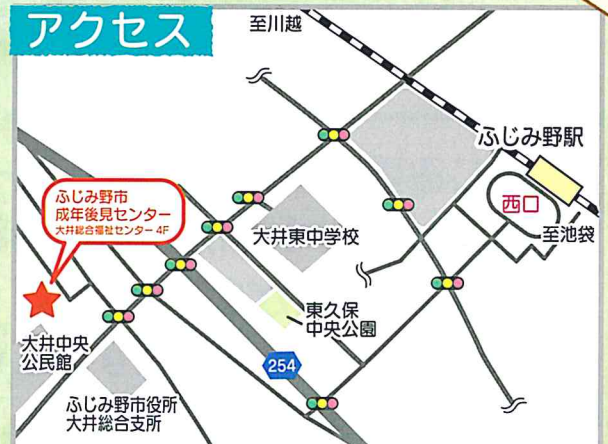 アクセス
至川越
ふじみ野駅
西口
至池袋
ふじみ野市
成年後見センター
大井総合福祉センター4F
大井東中学校
東久保
中央公園
大井中央
公民館
254
ふじみ野市役所
大井総合支所